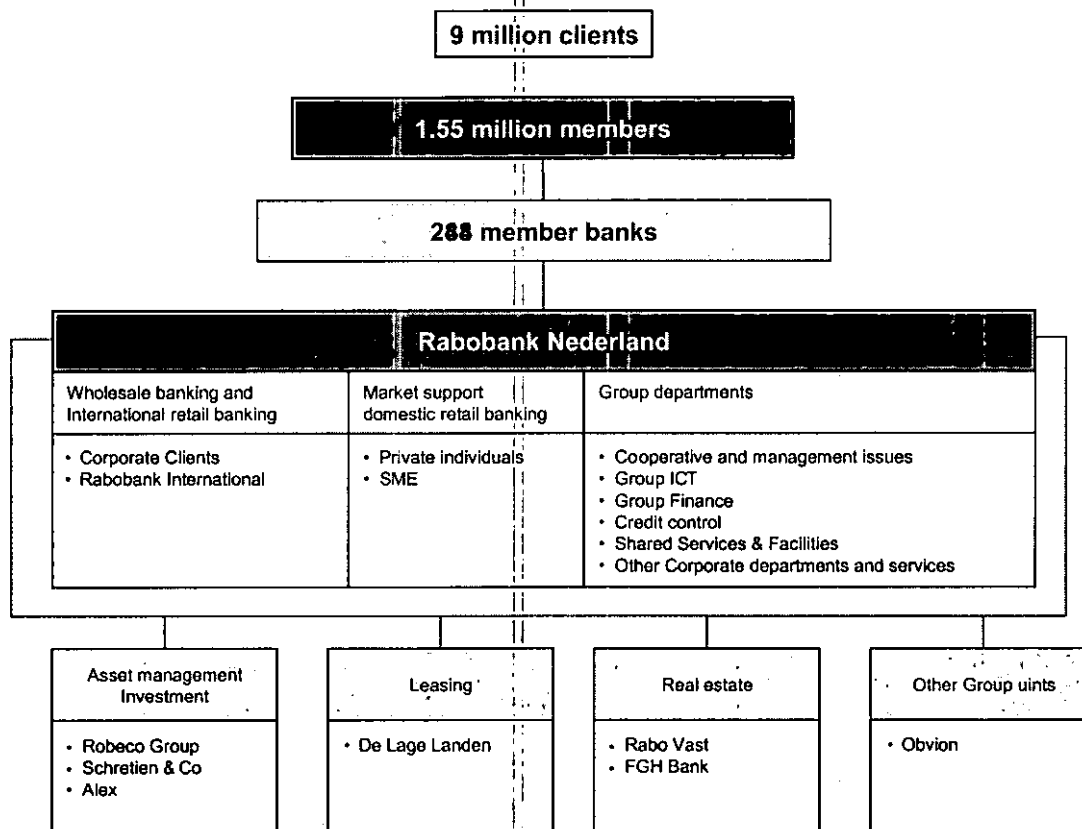 9 million clients
1.55 million members
member banks
Rabobank Nederland
Wholesale banking and
International retail banking
• Corporate Clients
• Rabobank International
Market support
domestic retail banking
• Private individuals
• SME
Group departments
• Cooperative and management issues
• Group ICT
• Group Finance
• Credit control
• Shared Services & Facilities
• Other Corporate departments and services
Asset management
Investment
• Robeco Group
• Schretlen & Co
• Alex
Leasing
• De Lage Landen
Real estate
• Rabo Vast
• FGH Bank
Other Group uints
• Obvion